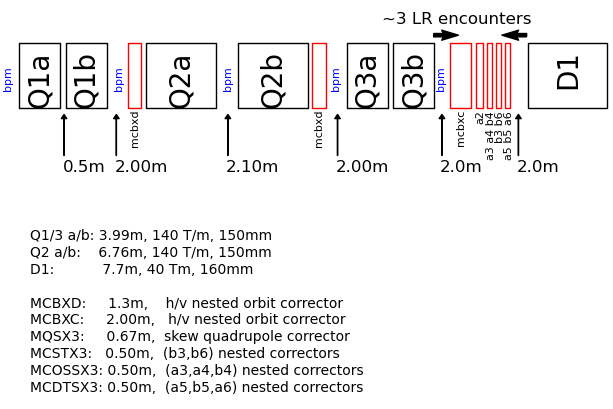 ~3 LR encounters
bpm
Q1a
Q1b
bpm
Q2a
bpm
Q2b
bpm
Q3a
Q3b
bpm
D1
mcbxd
mcbxd
mcbxc
a2
a3 a4 b4
b3 b6
a5 b5 a6
0.5m
2.00m
2.10m
2.00m
2.0m
2.0m
Q1/3 a/b: 3.99m, 140 T/m, 150mm
Q2 a/b: 6.76m, 140 T/m, 150mm
D1: 7.7m, 40 Tm, 160mm
MCBXD: 1.3m, h/v nested orbit corrector
MCBXC: 2.00m, h/v nested orbit corrector
MQSX3: 0.67m, skew quadrupole corrector
MCSTX3: 0.50m, (b3,b6) nested correctors
MCOSSX3: 0.50m, (a3,a4,b4) nested correctors
MCDTSX3: 0.50m, (a5,b5,a6) nested correctors